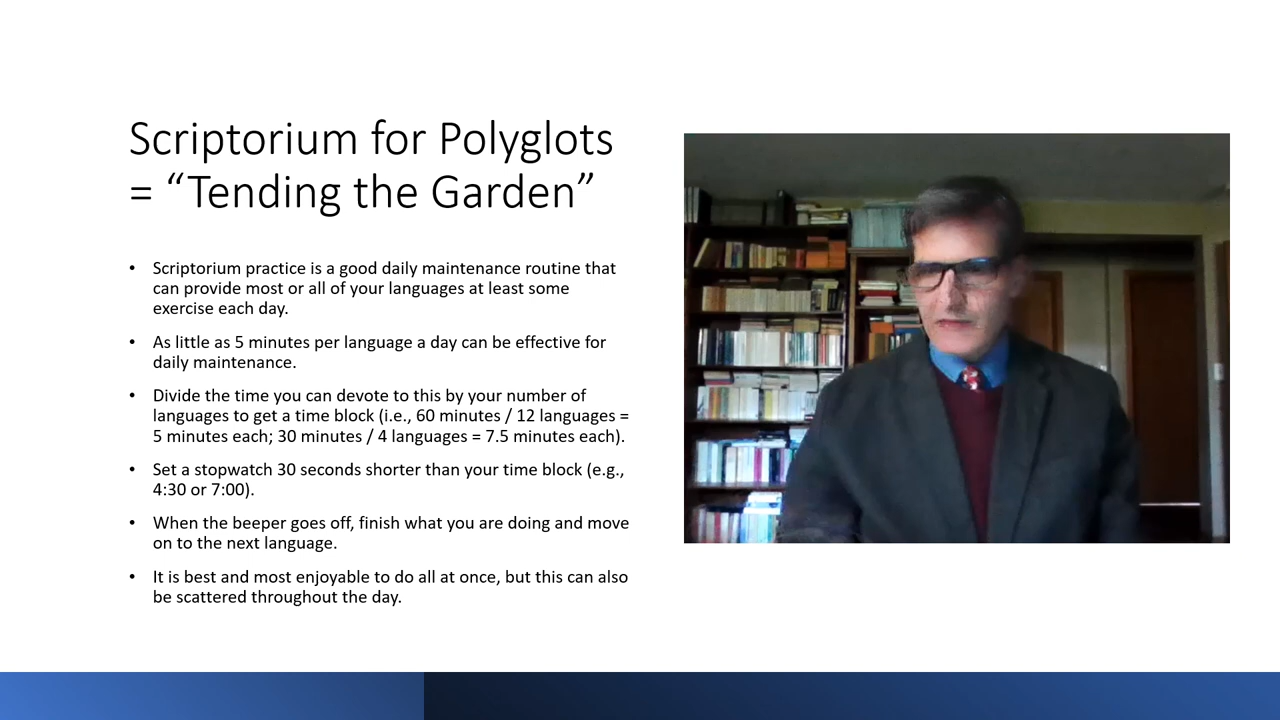 Scriptorium for Polyglots
= “Tending the Garden”
• Scriptorium practice is a good daily maintenance routine that
can provide most or all of your languages at least some
exercise each day.
• As little as 5 minutes per language a day can be effective for
daily maintenance.
• Divide the time you can devote to this by your number of
languages to get a time block (i.e., 60 minutes / 12 languages =
5 minutes each; 30 minutes / 4 languages = 7.5 minutes each).
• Set a stopwatch 30 seconds shorter than your time block (e.g.,
4:30 or 7:00).
• When the beeper goes off, finish what you are doing and move
on to the next language.
• It is best and most enjoyable to do all at once, but this can also
be scattered throughout the day.